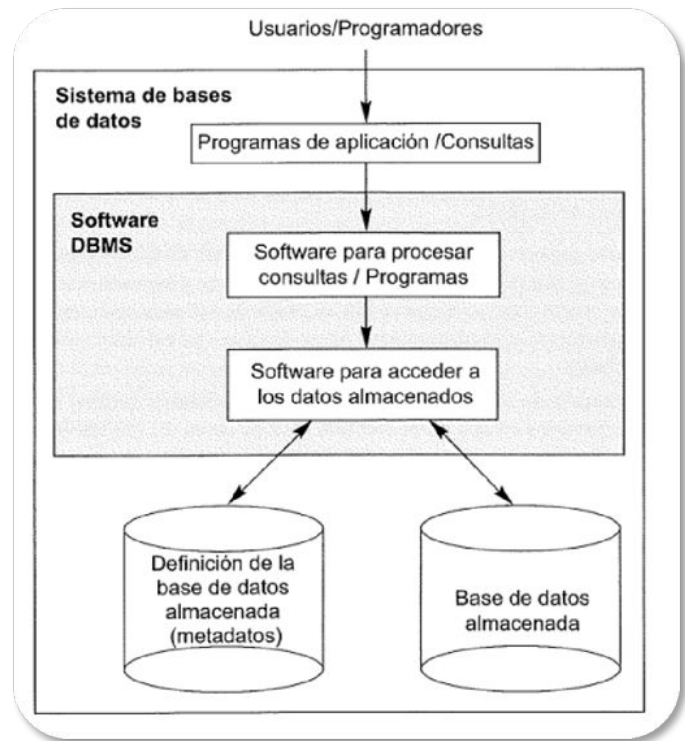 Usuarios/Programadores
Sistema de bases
de datos
Programas de aplicación /Consultas
Software
DBMS
Software para procesar
consultas / Programas
Software para acceder a
los datos almacenados
Definición de la
base de datos
almacenada
(metadatos)
Base de datos
almacenada